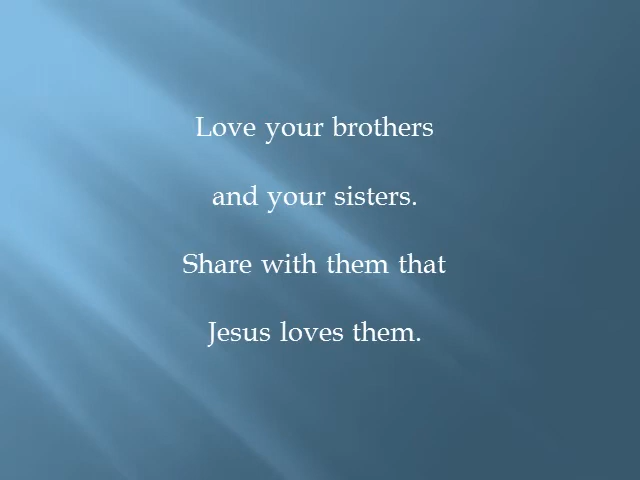 Love your brothers
and your sisters.
Share with them that
Jesus loves them.